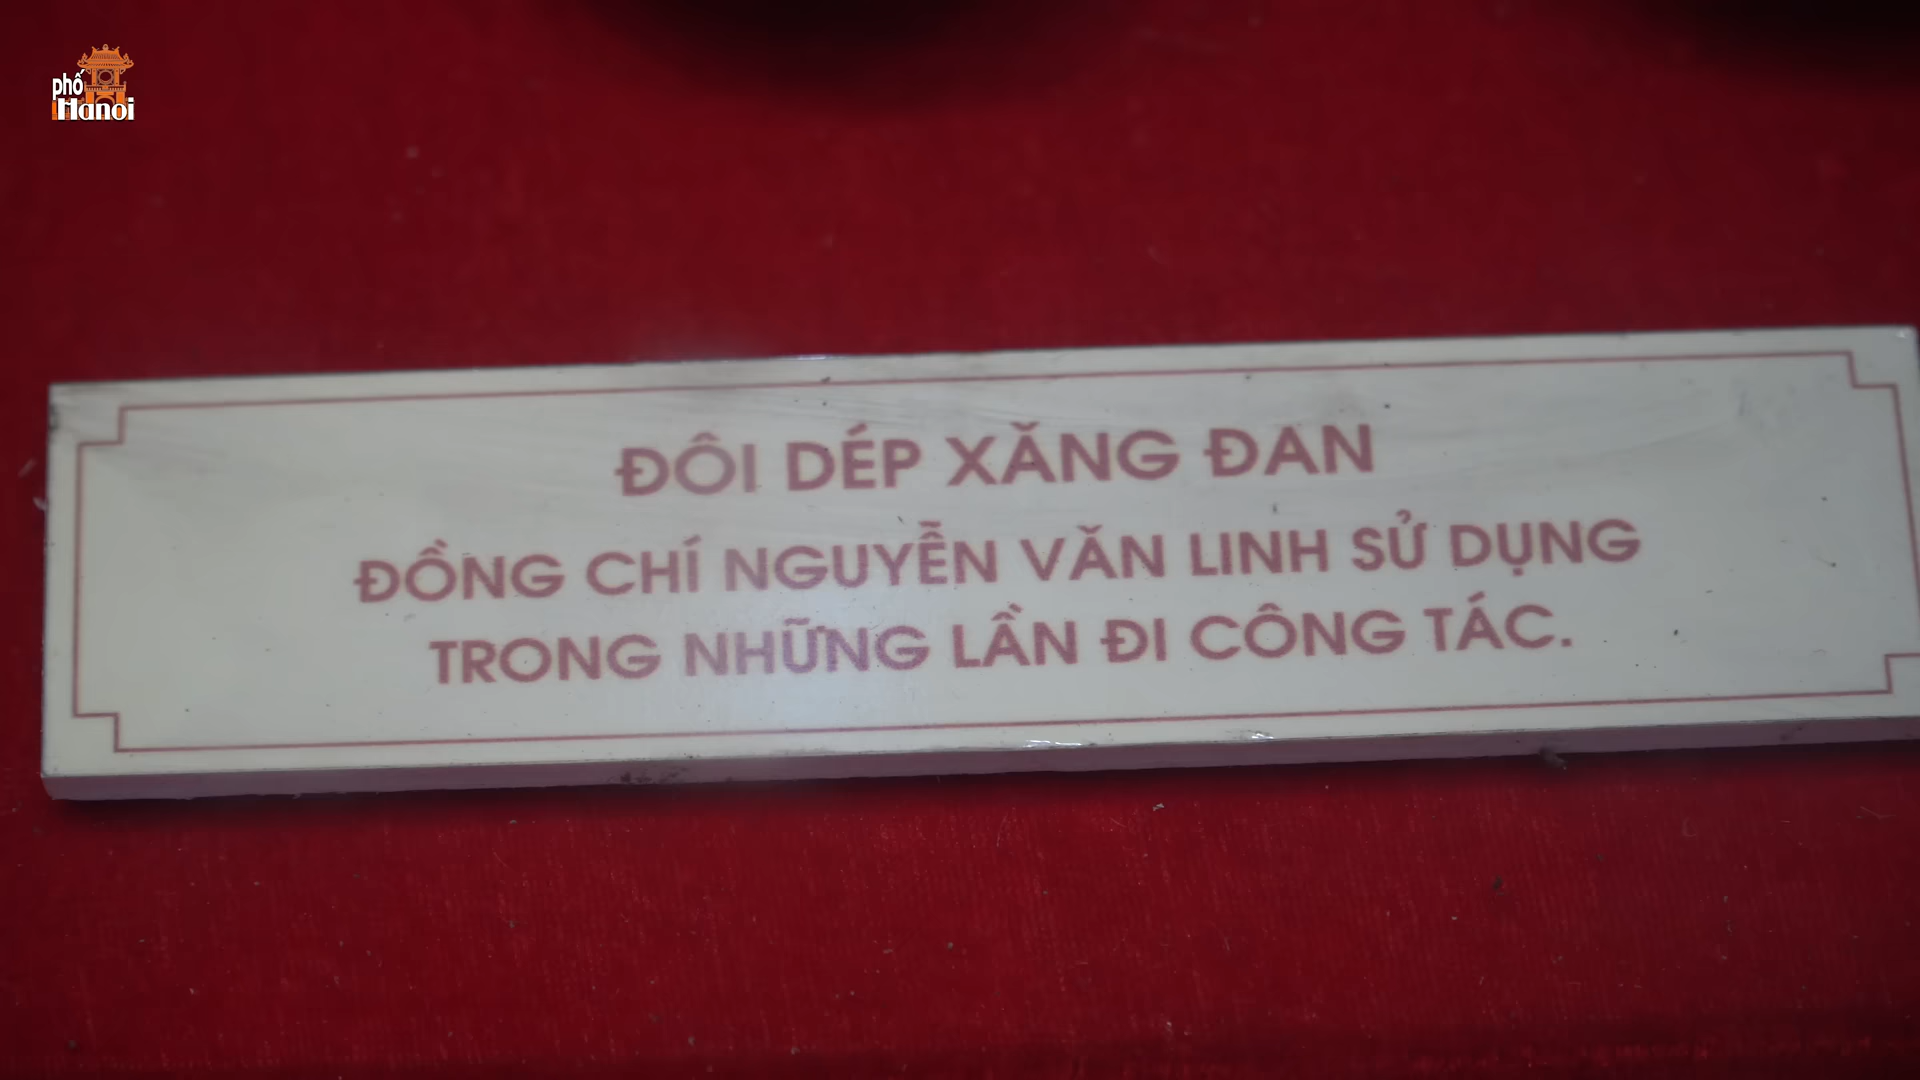 phố
Hanoi
ĐÔI DÉP XĂNG ĐAN
ĐỒNG CHÍ NGUYỄN VĂN LINH SỬ DỤNG
TRONG NHỮNG LẦN ĐI CÔNG TÁC.